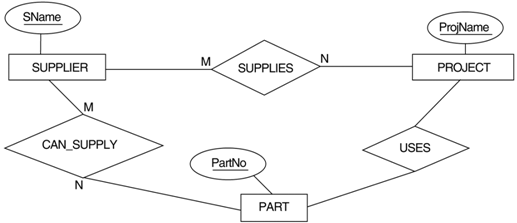 SName
ProjName
SUPPLIER
M
SUPPLIES
N
PROJECT
M
CAN_SUPPLY
USES
PartNo
N
PART